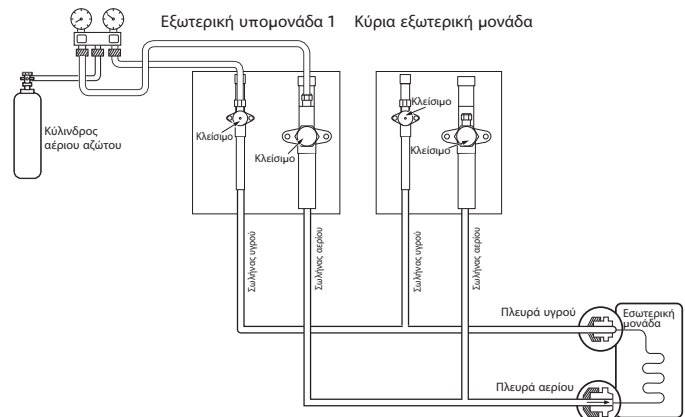 Εξωτερική υπομονάδα 1
Κύρια εξωτερική μονάδα
Κύλινδρος
αέριου αζώτου
Κλείσιμο
Κλείσιμο
Κλείσιμο
Κλείσιμο
Σωλήνας υγρού
Σωλήνας αερίου
Σωλήνας υγρού
Σωλήνας αερίου
Πλευρά υγρού
Εσωτερική
μονάδα
Πλευρά αερίου